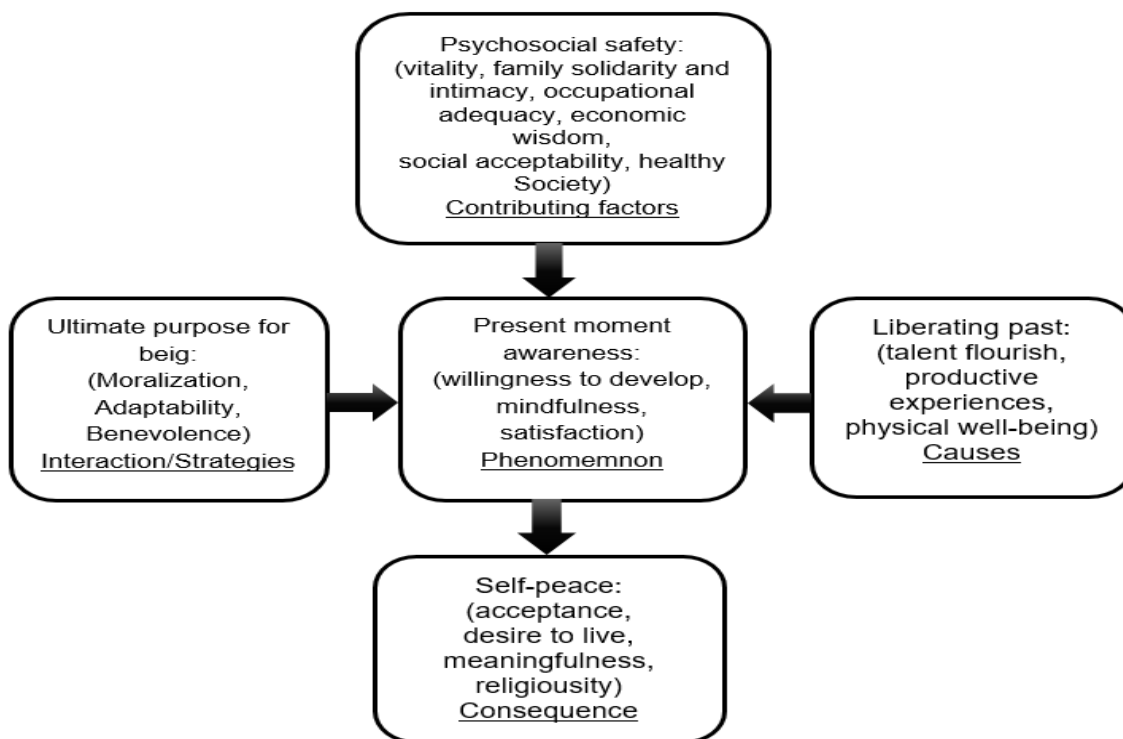 Psychosocial safety:
(vitality, family solidarity and
intimacy, occupational
adequacy, economic
wisdom,
social acceptability, healthy
Society)
Contributing factors
Ultimate purpose for
beig:
(Moralization,
Adaptability,
Benevolence)
Interaction/Strategies
Present moment
awareness:
(willingness to develop,
mindfulness,
satisfaction)
Phenomemnon
Liberating past:
(talent flourish,
productive
experiences,
physical well-being)
Causes
Self-peace:
(acceptance,
desire to live,
meaningfulness,
religiousity)
Consequence